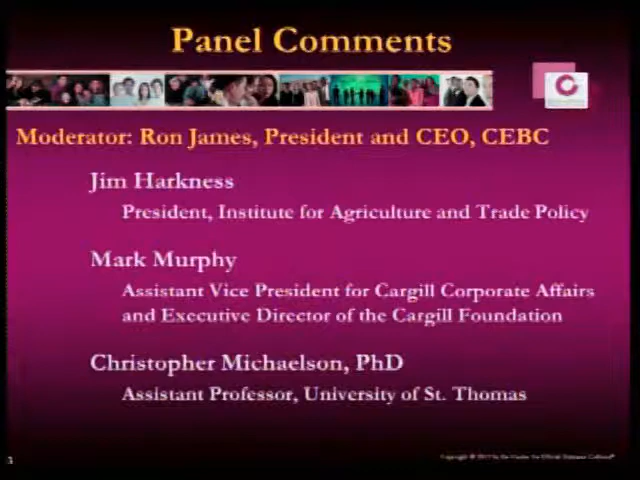 Panel Comments
Moderator: Ron James, President and CEO, CEBC
Jim Harkness
President, Institute for Agriculture and Trade Policy
Mark Murphy
Assistant Vice President for Cargill Corporate Affairs
and Executive Director of the Cargill Foundation
Christopher Michaelson, PhD
Assistant Professor, University of St. Thomas
3